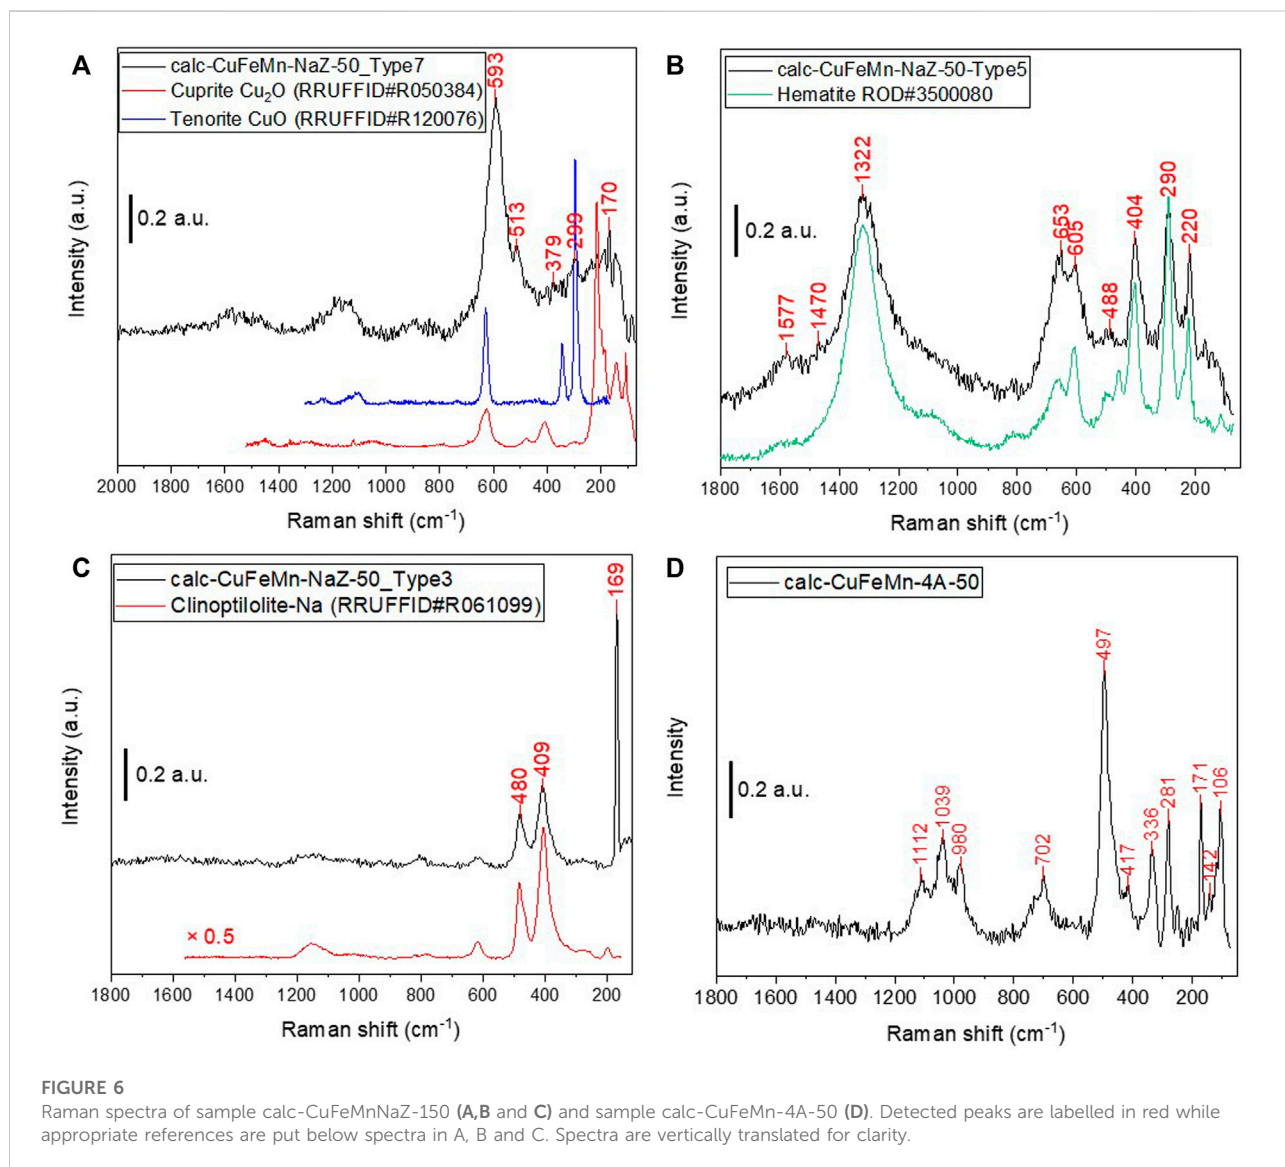 A
calc-CuFeMn-NaZ-50_Type7
Cuprite Cu₂O (RRUFFID#R050384)
Tenorite CuO (RRUFFID#R120076)
593
513
379
299
170
0.2 a.u.
Intensity (a.u.)
2000 1800 1600 1400 1200 1000 800 600 400 200
Raman shift (cm⁻¹)
B
calc-CuFeMn-NaZ-50-Type5
Hematite ROD#3500080
1577
1470
1322
653
605
488
404
290
220
0.2 a.u.
Intensity (a.u.)
1800 1600 1400 1200 1000 800 600 400 200
Raman shift (cm⁻¹)
C
calc-CuFeMn-NaZ-50_Type3
Clinoptilolite-Na (RRUFFID#R061099)
480
409
169
0.2 a.u.
× 0.5
Intensity (a.u.)
1800 1600 1400 1200 1000 800 600 400 200
Raman shift (cm⁻¹)
D
calc-CuFeMn-4A-50
1112
1039
980
702
497
417
336
281
171
142
106
0.2 a.u.
Intensity
1800 1600 1400 1200 1000 800 600 400 200
Raman shift (cm⁻¹)
FIGURE 6
Raman spectra of sample calc-CuFeMnNaZ-150 (A,B and C) and sample calc-CuFeMn-4A-50 (D). Detected peaks are labelled in red while
appropriate references are put below spectra in A, B and C. Spectra are vertically translated for clarity.